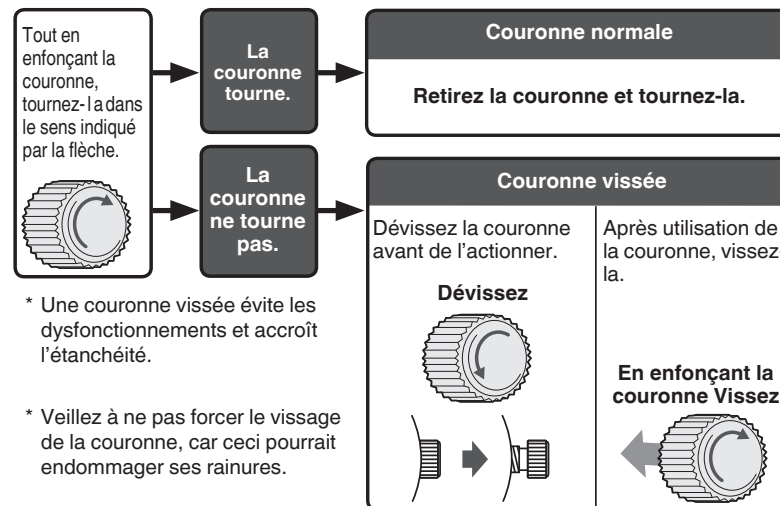 Tout en
enfonçant la
couronne,
tournez-la dans
le sens indiqué
par la flèche.
La
couronne
tourne.
Couronne normale
Retirez la couronne et tournez-la.
La
couronne
ne tourne
pas.
Couronne vissée
Dévissez la couronne
avant de l'actionner.
Dévissez
Après utilisation de
la couronne, vissez-
la.
En enfonçant la
couronne Vissez
* Une couronne vissée évite les
dysfonctionnements et accroît
l'étanchéité.
* Veillez à ne pas forcer le vissage
de la couronne, car ceci pourrait
endommager ses rainures.